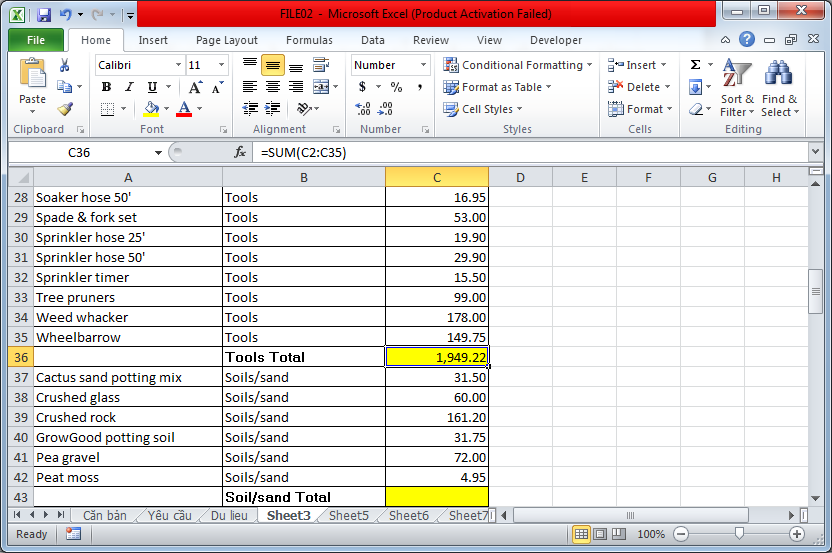 FILE02 - Microsoft Excel (Product Activation Failed)
File Home Insert Page Layout Formulas Data Review View Developer
Paste
Clipboard
Calibri 11
B I U A A
A
Font
Alignment
Number
$ % ,
.00 .0
Number
Conditional Formatting
Format as Table
Cell Styles
Styles
Insert
Delete
Format
Cells
Σ
Sort & Filter
Find & Select
Editing
C36 fx =SUM(C2:C35)
A B C D E F G H
28 Soaker hose 50' Tools 16.95
29 Spade & fork set Tools 53.00
30 Sprinkler hose 25' Tools 19.90
31 Sprinkler hose 50' Tools 29.90
32 Sprinkler timer Tools 15.50
33 Tree pruners Tools 99.00
34 Weed whacker Tools 178.00
35 Wheelbarrow Tools 149.75
36 Tools Total 1,949.22
37 Cactus sand potting mix Soils/sand 31.50
38 Crushed glass Soils/sand 60.00
39 Crushed rock Soils/sand 161.20
40 GrowGood potting soil Soils/sand 31.75
41 Pea gravel Soils/sand 72.00
42 Peat moss Soils/sand 4.95
43 Soil/sand Total
Căn bản Yêu cầu Du lieu Sheet3 Sheet5 Sheet6 Sheet7
Ready 100%